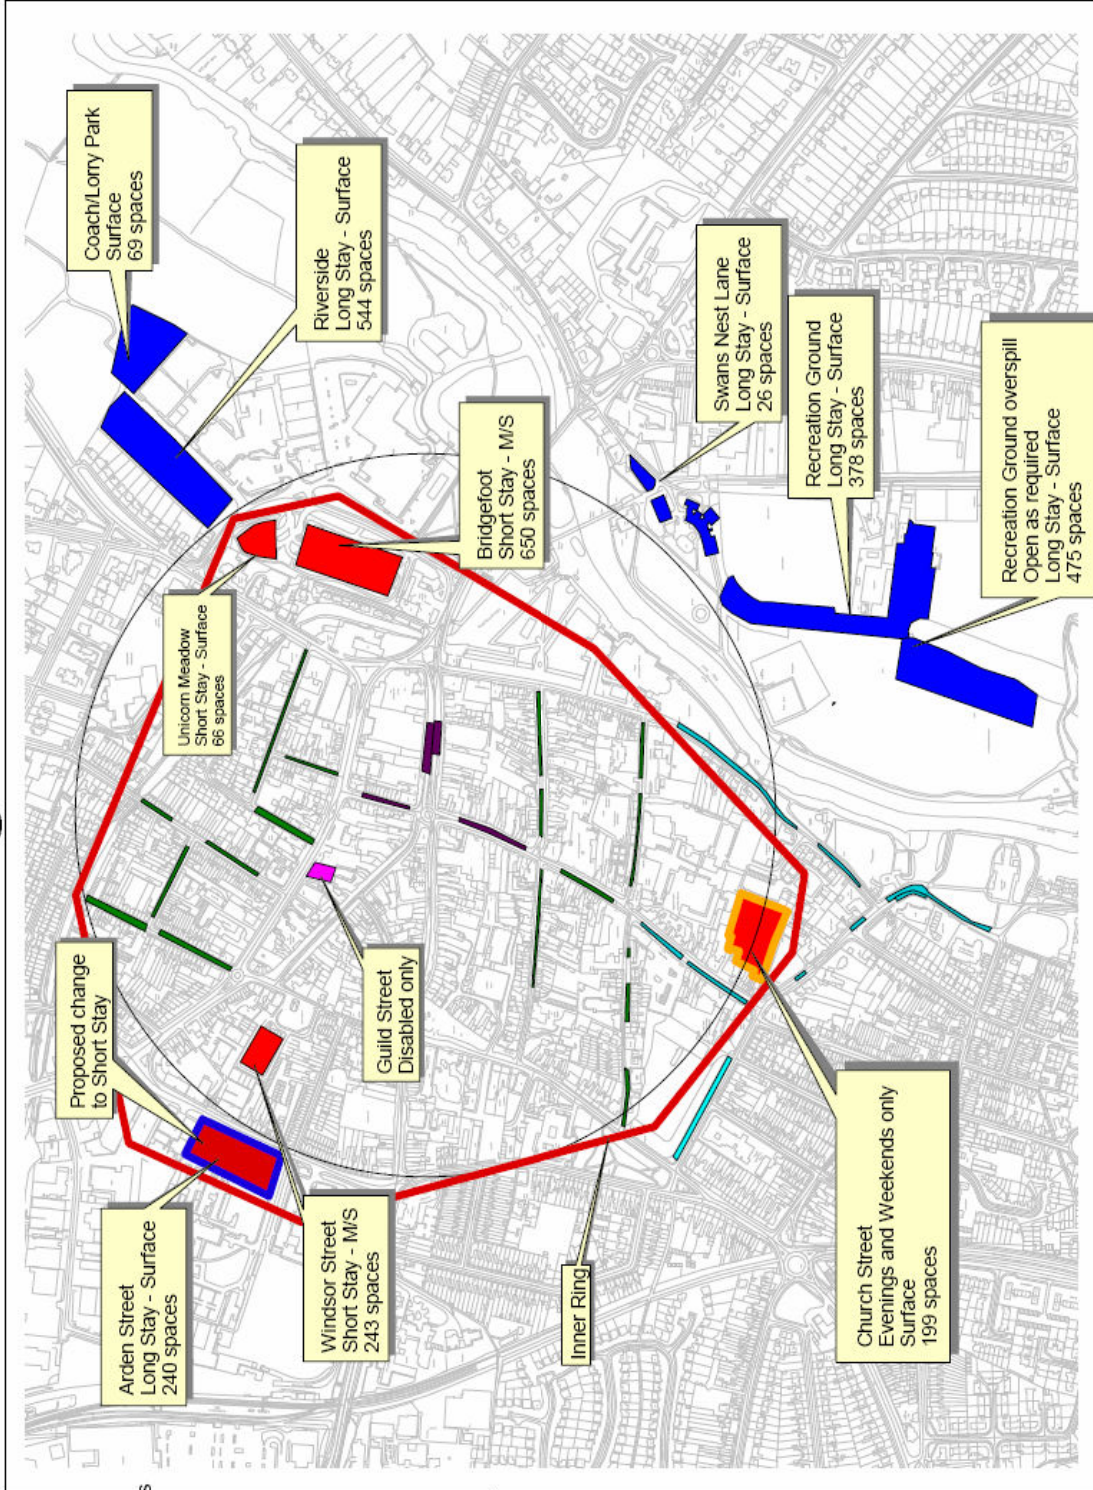 Arden Street
Long Stay - Surface
240 spaces
Proposed change
to Short Stay
Unicorn Meadow
Short Stay - Surface
66 spaces
Coach/Lorry Park
Surface
69 spaces
Riverside
Long Stay - Surface
544 spaces
Windsor Street
Short Stay - M/S
243 spaces
Guild Street
Disabled only
Bridgefoot
Short Stay - M/S
650 spaces
Inner Ring
Swans Nest Lane
Long Stay - Surface
26 spaces
Recreation Ground
Long Stay - Surface
378 spaces
Church Street
Evenings and Weekends only
Surface
199 spaces
Recreation Ground overspill
Open as required
Long Stay - Surface
475 spaces